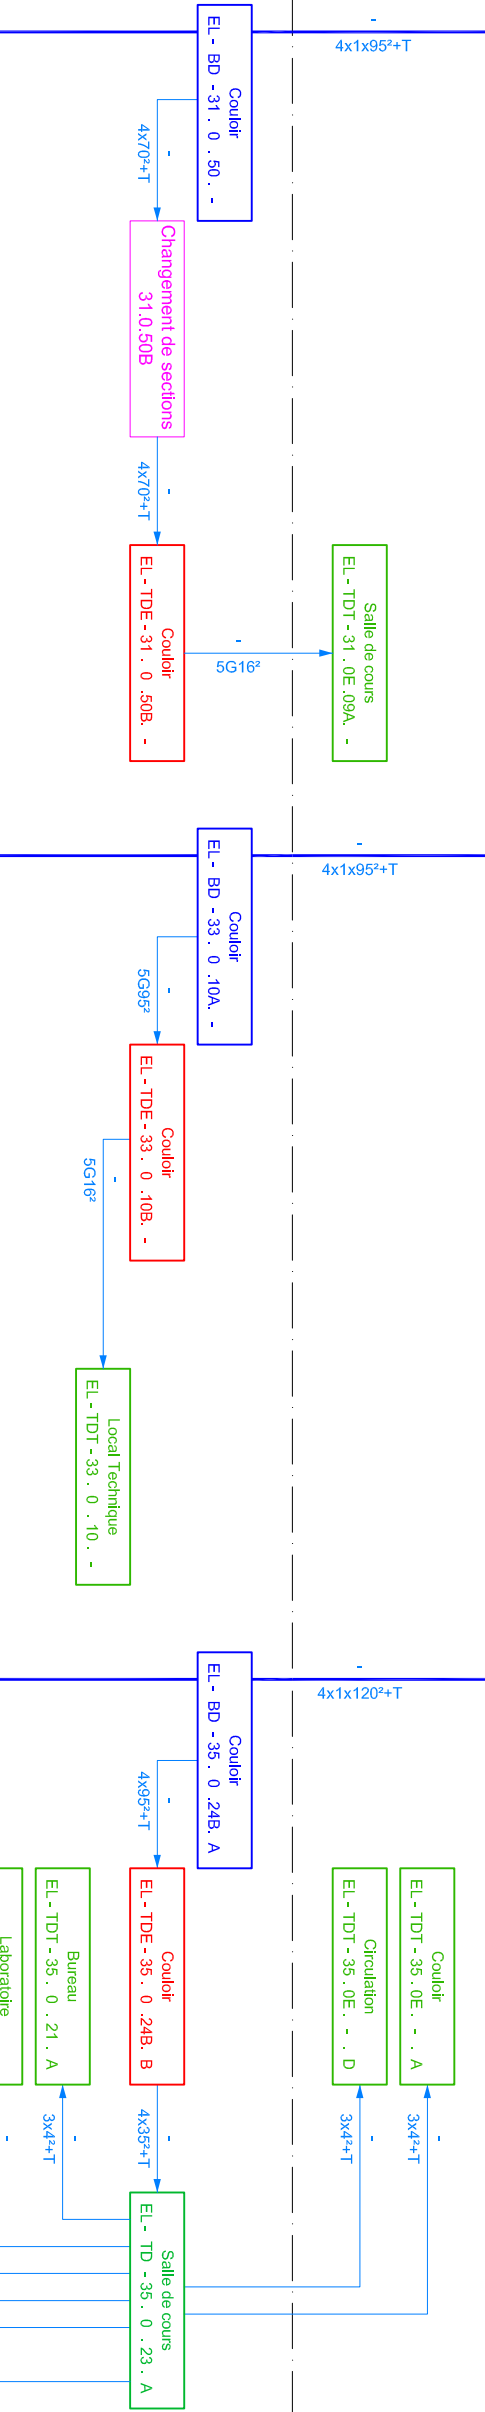 -
4x1x95²+T
Couloir
EL - BD - 31 . 0 . 50 . -
-
4x70²+T
Changement de sections
31.0.50B
-
4x70²+T
Couloir
EL - TDE - 31 . 0 .50B. -
-
5G16²
Salle de cours
EL - TDT - 31 . 0E .09A. -
-
4x1x95²+T
Couloir
EL - BD - 33 . 0 .10A. -
-
5G95²
Couloir
EL - TDE - 33 . 0 .10B. -
-
5G16²
Local Technique
EL - TDT - 33 . 0 . 10 . -
-
4x1x120²+T
Couloir
EL - BD - 35 . 0 .24B. A
-
4x95²+T
Couloir
EL - TDE - 35 . 0 .24B. B
Couloir
EL - TDT - 35 . 0E . - . A
Circulation
EL - TDT - 35 . 0E . - . D
Bureau
EL - TDT - 35 . 0 . 21 . A
Laboratoire
-
3x4²+T
-
3x4²+T
-
4x35²+T
-
3x4²+T
-
Salle de cours
EL - TD - 35 . 0 . 23 . A